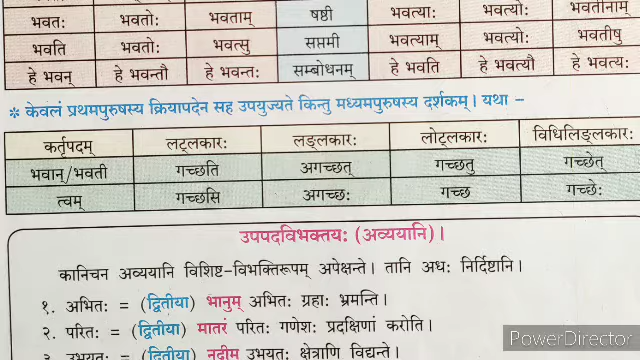 भवतः भवतोः भवताम् षष्ठी भवत्याः भवत्योः भवतीनाम्
भवति भवतोः भवत्सु सप्तमी भवत्याम् भवत्योः भवतीषु
हे भवन् हे भवन्तौ हे भवन्तः सम्बोधनम् हे भवति हे भवत्यौ हे भवत्यः
* केवलं प्रथमपुरुषस्य क्रियापदेन सह उपयुज्यते किन्तु मध्यमपुरुषस्य दर्शकम्। यथा –
कर्तृपदम् लट्लकारः लङ्लकारः लोट्लकारः विधिलिङ्लकारः
भवान्/भवती गच्छति अगच्छत् गच्छतु गच्छेत्
त्वम् गच्छसि अगच्छः गच्छ गच्छेः
उपपदविभक्तयः (अव्ययानि)।
कानिचन अव्ययानि विशिष्ट-विभक्तिरूपम् अपेक्षन्ते। तानि अधः निर्दिष्टानि।
१. अभितः = (द्वितीया) भानुम् अभितः ग्रहाः भ्रमन्ति।
२. परितः = (द्वितीया) मातरं परितः गणेशः प्रदक्षिणां करोति।
३. उभयतः = (द्वितीया) नदीम् उभयतः क्षेत्राणि विद्यन्ते।
PowerDirector